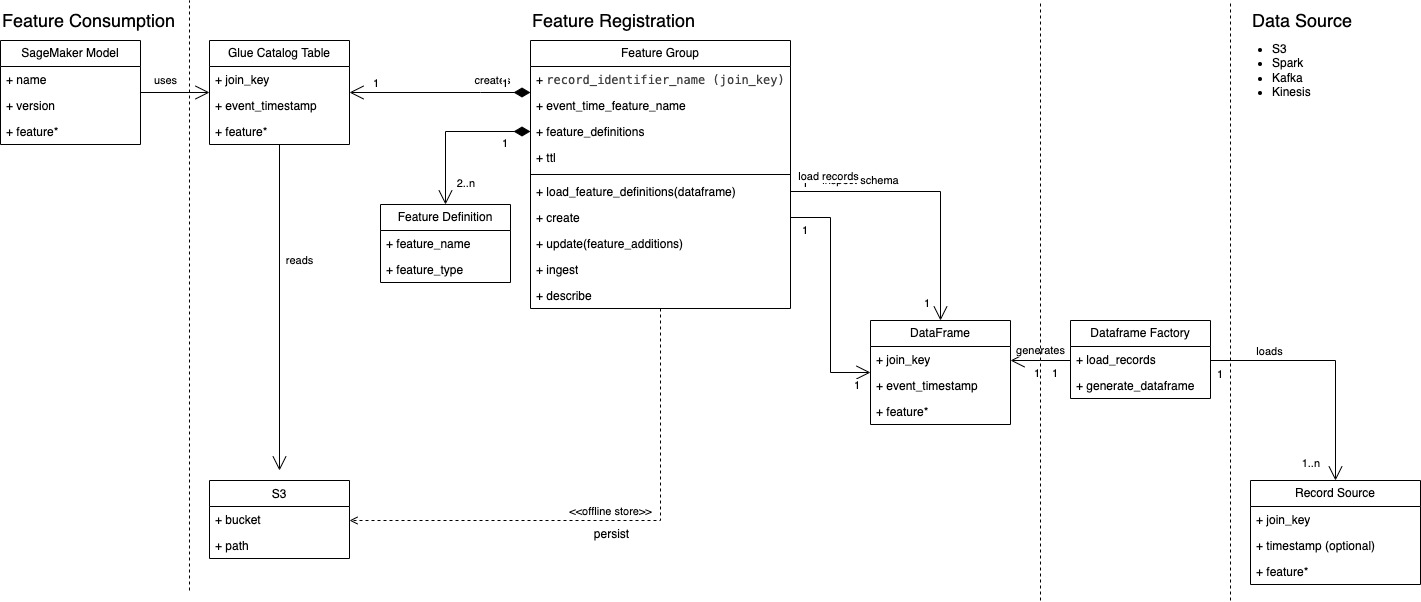 Feature Consumption
SageMaker Model
+ name
+ version
+ feature*
uses
Glue Catalog Table
+ join_key
+ event_timestamp
+ feature*
reads
S3
+ bucket
+ path
Feature Registration
Feature Group
+ record_identifier_name (join_key)
+ event_time_feature_name
+ feature_definitions
+ ttl
+ load_feature_definitions(dataframe)
+ create
+ update(feature_additions)
+ ingest
+ describe
1
1
1
2..n
Feature Definition
+ feature_name
+ feature_type
load records
schema
1
1
1
<<offline store>>
persist
DataFrame
+ join_key
+ event_timestamp
+ feature*
generates
1
1
Dataframe Factory
+ load_records
+ generate_dataframe
loads
1
1..n
Data Source
• S3
• Spark
• Kafka
• Kinesis
Record Source
+ join_key
+ timestamp (optional)
+ feature*